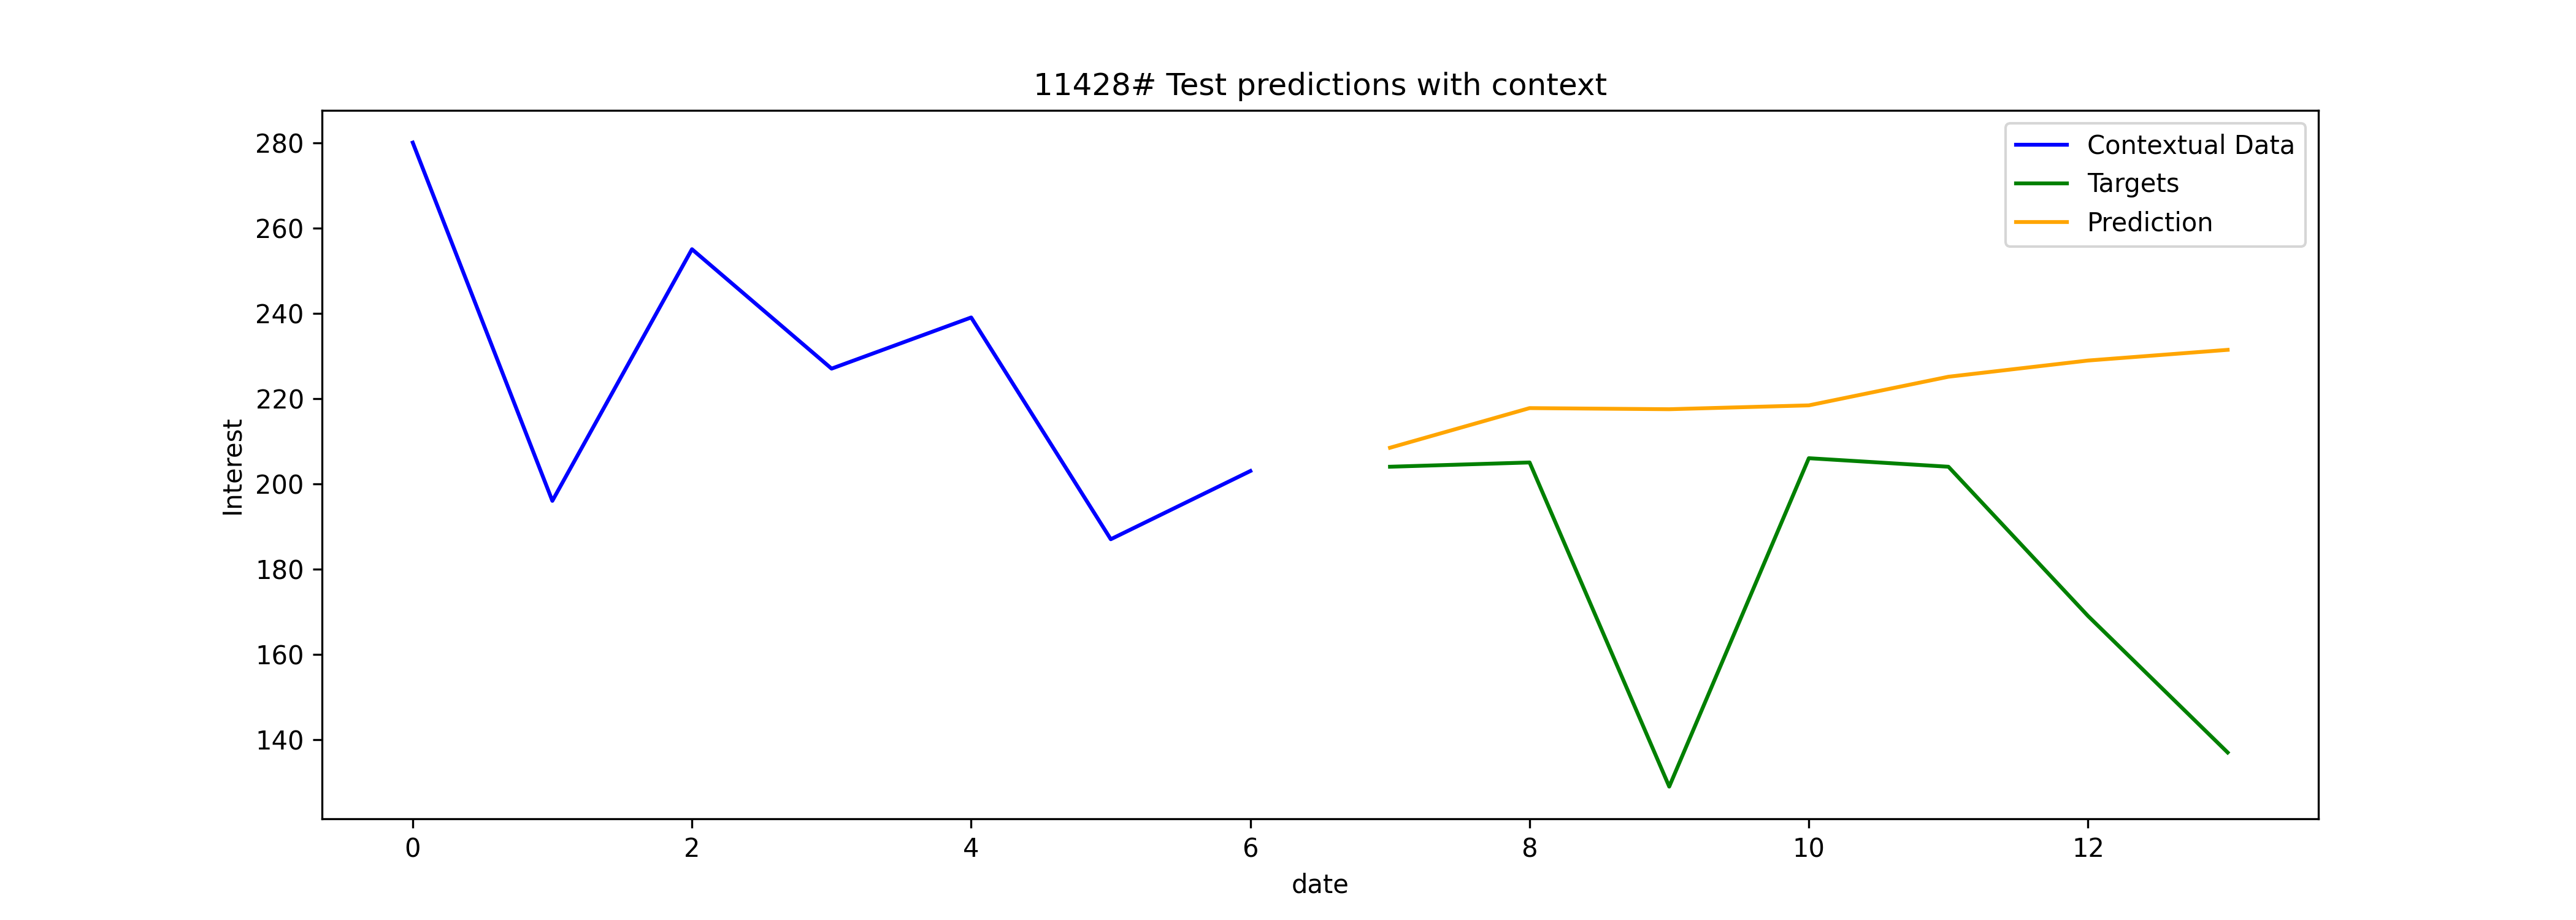 11428# Test predictions with context
Contextual Data
Targets
Prediction
Interest
280
260
240
220
200
180
160
140
0 2 4 6 8 10 12
date